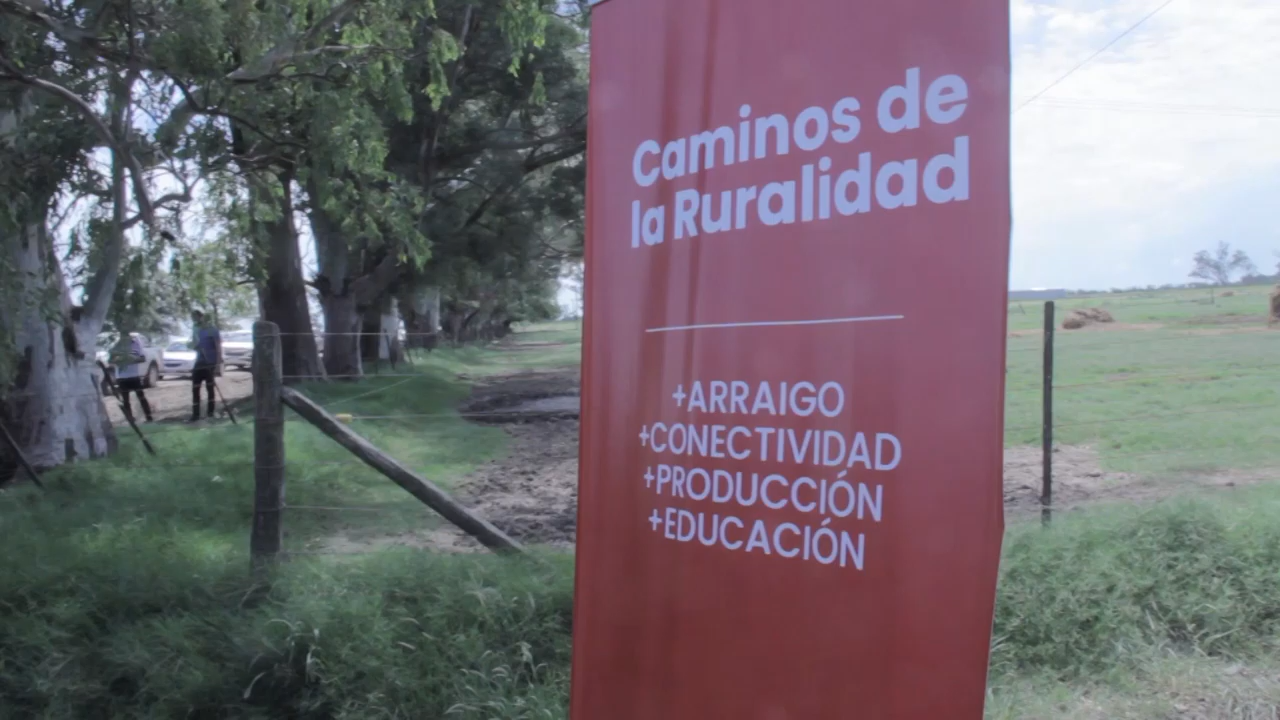 Caminos de
la Ruralidad
+ARRAIGO
+CONECTIVIDAD
+PRODUCCIÓN
+EDUCACIÓN